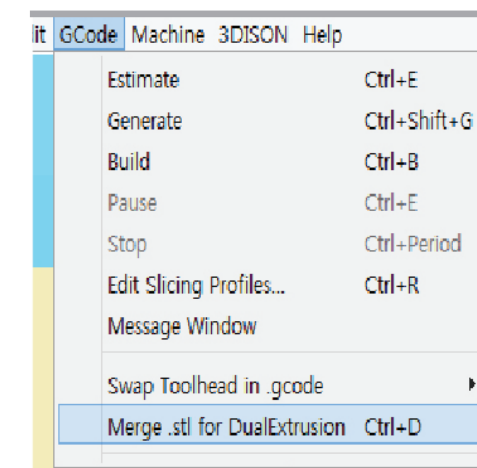 it GCode Machine 3DISON Help
Estimate Ctrl+E
Generate Ctrl+Shift+G
Build Ctrl+B
Pause Ctrl+E
Stop Ctrl+Period
Edit Slicing Profiles... Ctrl+R
Message Window
Swap Toolhead in .gcode
Merge .stl for DualExtrusion Ctrl+D